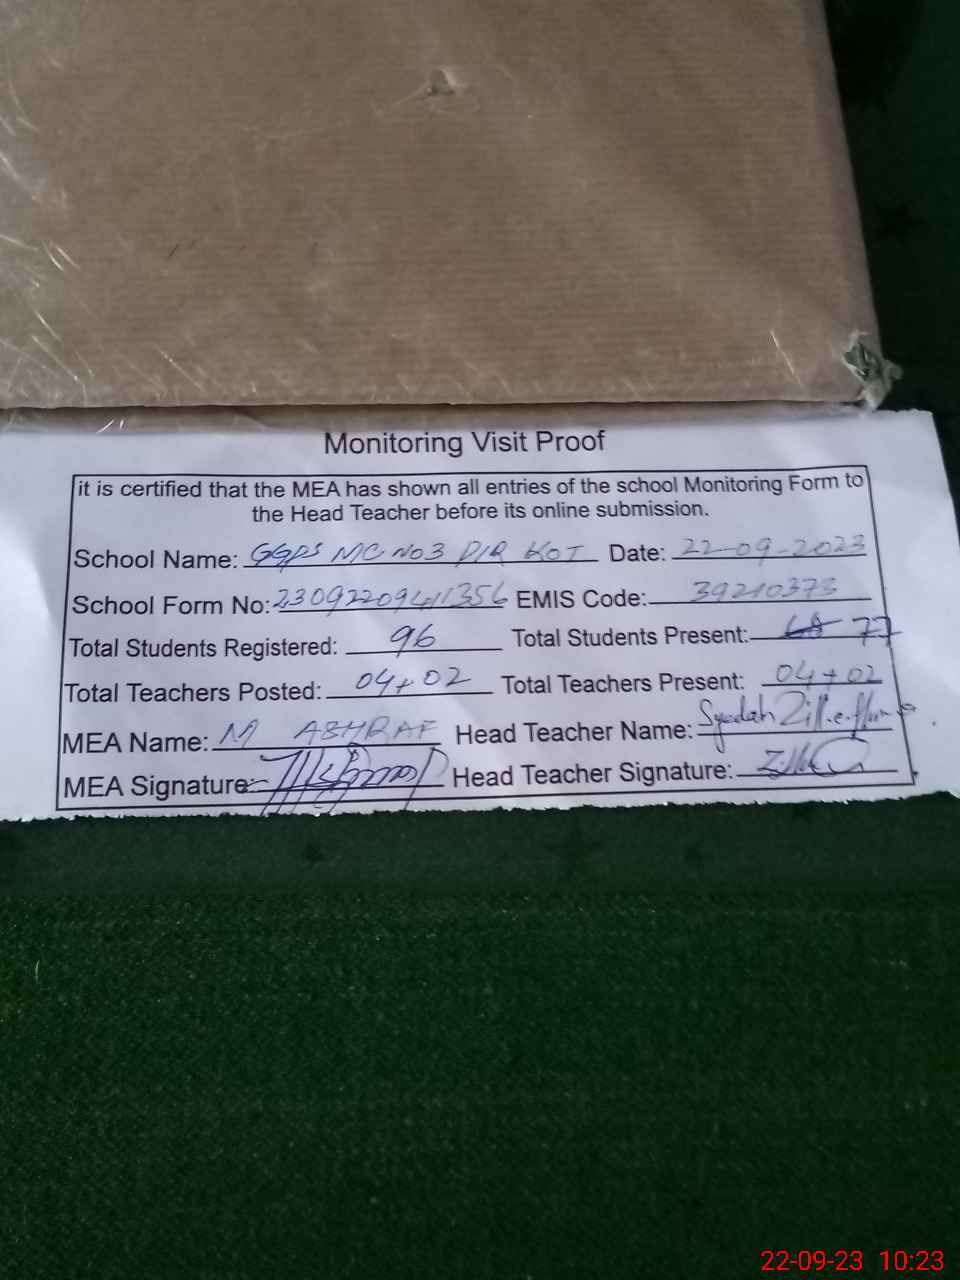 Monitoring Visit Proof
it is certified that the MEA has shown all entries of the school Monitoring Form to
the Head Teacher before its online submission.
School Name: GGPS MC NO3 DIR KOT Date: 22-09-2023
School Form No: EMIS Code: 39210373
Total Students Registered: 96 Total Students Present: 77
Total Teachers Posted: 04+02 Total Teachers Present: 04+02
MEA Name: M ASHRAF Head Teacher Name: Syedah
MEA Signature: Head Teacher Signature:
22-09-23 10:23